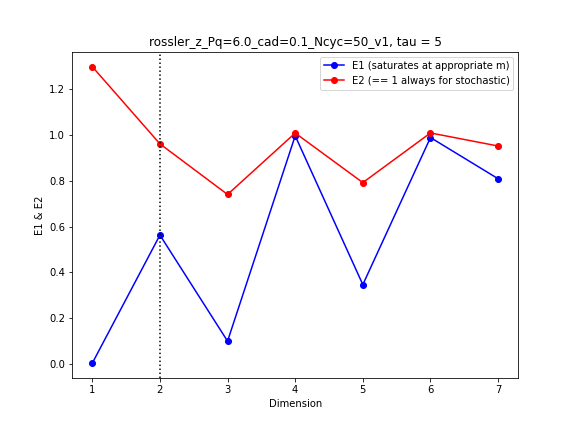 rossler_z_Pq=6.0_cad=0.1_Ncyc=50_v1, tau = 5
E1 (saturates at appropriate m)
E2 (== 1 always for stochastic)
E1 & E2
1.2
1.0
0.8
0.6
0.4
0.2
0.0
1 2 3 4 5 6 7
Dimension